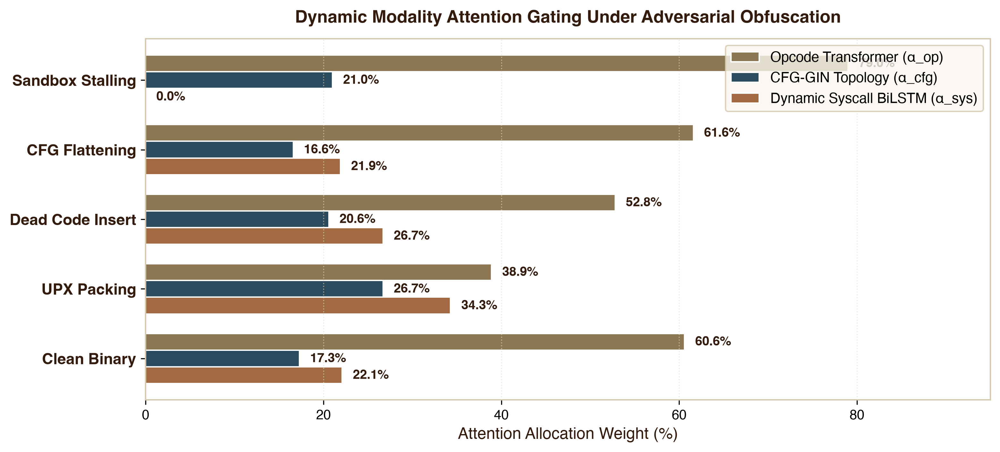 Dynamic Modality Attention Gating Under Adversarial Obfuscation
Opcode Transformer (α_op)
79.0%
CFG-GIN Topology (α_cfg)
Dynamic Syscall BiLSTM (α_sys)
Sandbox Stalling
21.0%
0.0%
CFG Flattening
61.6%
16.6%
21.9%
Dead Code Insert
52.8%
20.6%
26.7%
UPX Packing
38.9%
26.7%
34.3%
Clean Binary
60.6%
17.3%
22.1%
0 20 40 60 80
Attention Allocation Weight (%)